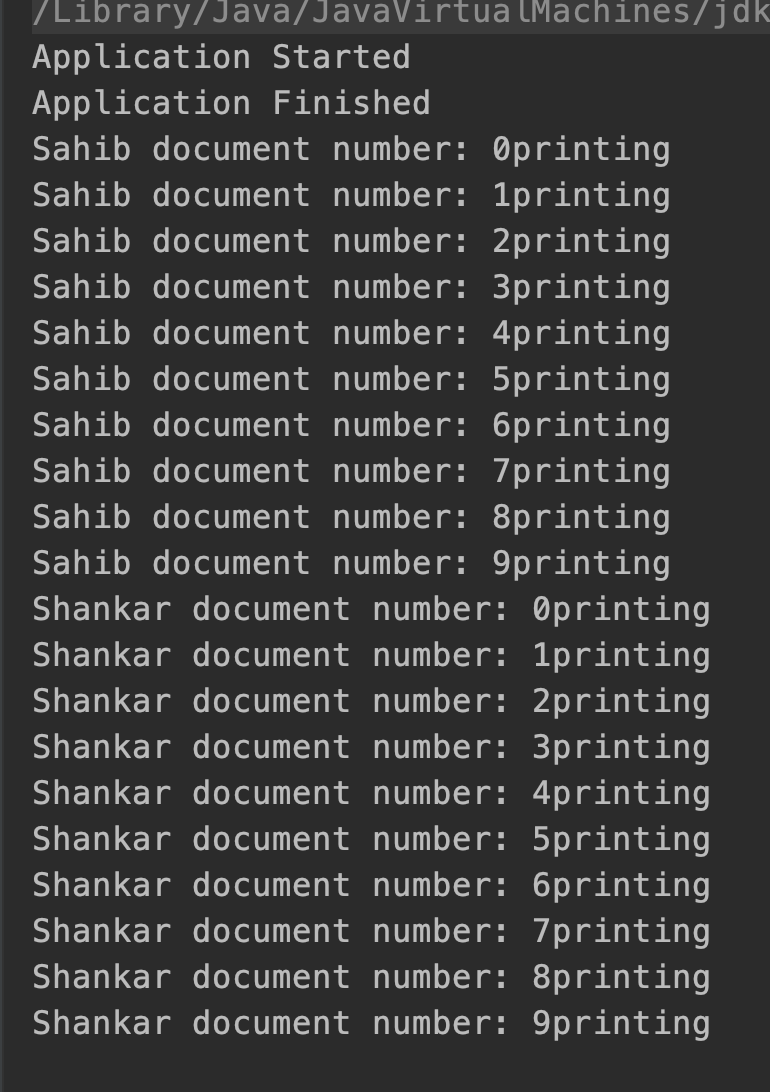 /Library/Java/JavaVirtualMachines/jdk
Application Started
Application Finished
Sahib document number: 0printing
Sahib document number: 1printing
Sahib document number: 2printing
Sahib document number: 3printing
Sahib document number: 4printing
Sahib document number: 5printing
Sahib document number: 6printing
Sahib document number: 7printing
Sahib document number: 8printing
Sahib document number: 9printing
Shankar document number: 0printing
Shankar document number: 1printing
Shankar document number: 2printing
Shankar document number: 3printing
Shankar document number: 4printing
Shankar document number: 5printing
Shankar document number: 6printing
Shankar document number: 7printing
Shankar document number: 8printing
Shankar document number: 9printing